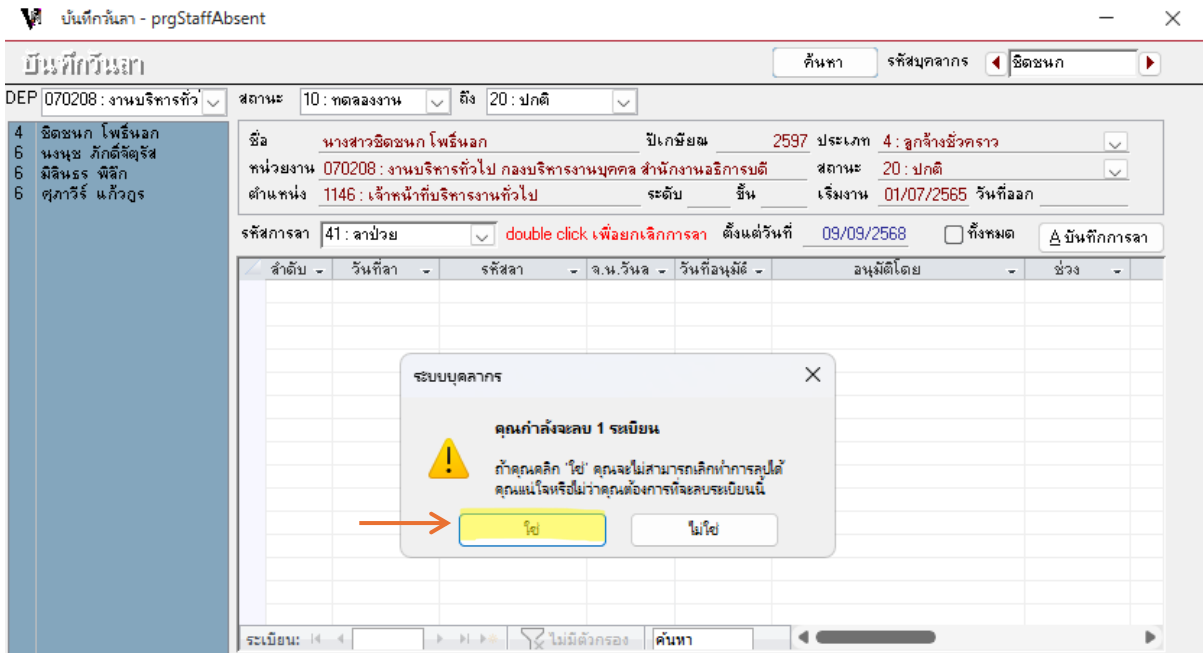 บันทึกวันลา - prgStaffAbsent
บันทึกวันลา
ค้นหา รหัสบุคลากร ชิดชนก
DEP 070208 : งานบริหารทั่ว สถานะ 10 : ทดลองงาน ถึง 20 : ปกติ
4 ชิดชนก โพธิ์นอก
6 นงนุช ภักดิ์จัตุรัส
6 มิลินธร พิลึก
6 ศุภาวีร์ แก้วกูร
ชื่อ นางสาวชิดชนก โพธิ์นอก ปีเกษียณ 2597 ประเภท 4 : ลูกจ้างชั่วคราว
หน่วยงาน 070208 : งานบริหารทั่วไป กองบริหารงานบุคคล สำนักงานอธิการบดี สถานะ 20 : ปกติ
ตำแหน่ง 1146 : เจ้าหน้าที่บริหารงานทั่วไป ระดับ ขั้น เริ่มงาน 01/07/2565 วันที่ออก
รหัสการลา 41 : ลาป่วย double click เพื่อยกเลิกการลา ตั้งแต่วันที่ 09/09/2568 ทั้งหมด A บันทึกการลา
ลำดับ วันที่ลา รหัสลา จ.น.วันล วันที่อนุมัติ อนุมัติโดย ช่วง
ระบบบุคลากร
คุณกำลังจะลบ 1 ระเบียน
ถ้าคุณคลิก 'ใช่' คุณจะไม่สามารถเลิกทำการลบได้
คุณแน่ใจหรือไม่ว่าคุณต้องการที่จะลบระเบียนนี้
ใช่ ไม่ใช่
ระเบียน: ไม่มีตัวกรอง ค้นหา